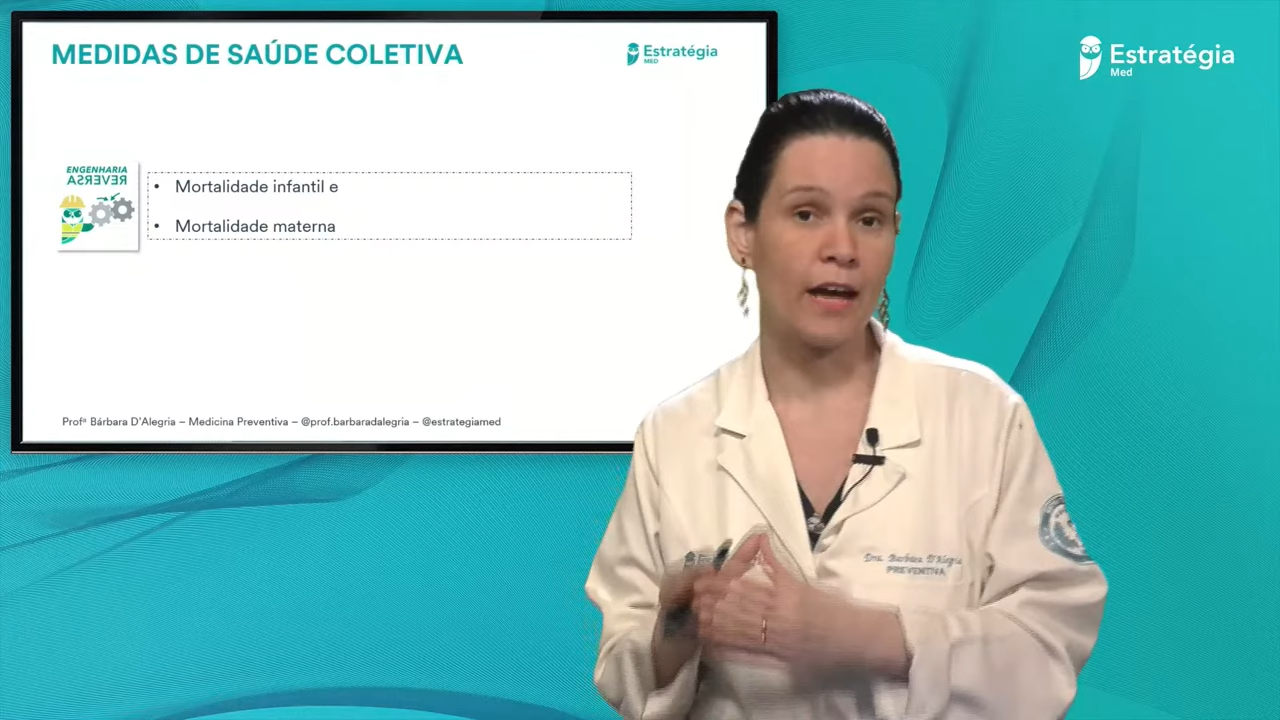 MEDIDAS DE SAÚDE COLETIVA
Estratégia
MED
Estratégia
Med
ENGENHARIA
REVERSA
• Mortalidade infantil e
• Mortalidade materna
Profª Bárbara D'Alegria – Medicina Preventiva – @prof.barbaradalegria – @estrategiamed
Dra. Barbára D'Alegria
PREVENTIVA